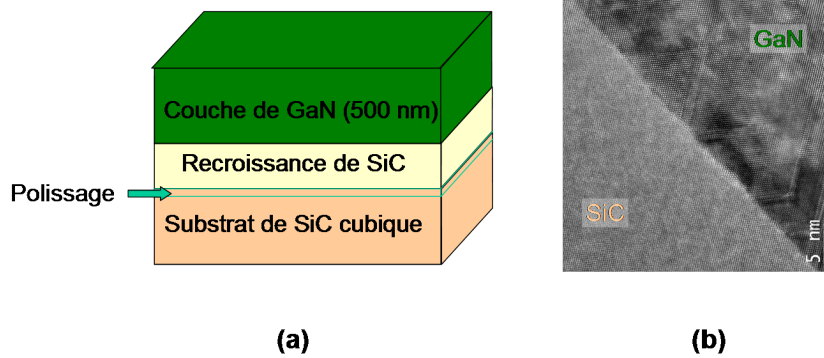 Couche de GaN (500 nm)
Recroissance de SiC
Polissage
Substrat de SiC cubique
(a)
GaN
SiC
5 nm
(b)